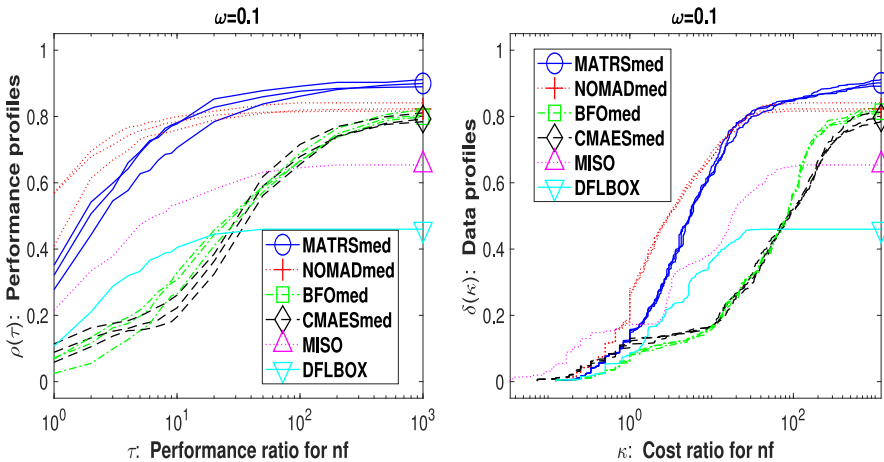 ω=0.1
ρ(τ): Performance profiles
1
0.8
0.6
0.4
0.2
0
MATRSmed
NOMADmed
BFOmed
CMAESmed
MISO
DFLBOX
10^0
10^1
10^2
10^3
τ: Performance ratio for nf
ω=0.1
δ(κ): Data profiles
1
0.8
0.6
0.4
0.2
0
MATRSmed
NOMADmed
BFOmed
CMAESmed
MISO
DFLBOX
10^0
10^2
κ: Cost ratio for nf